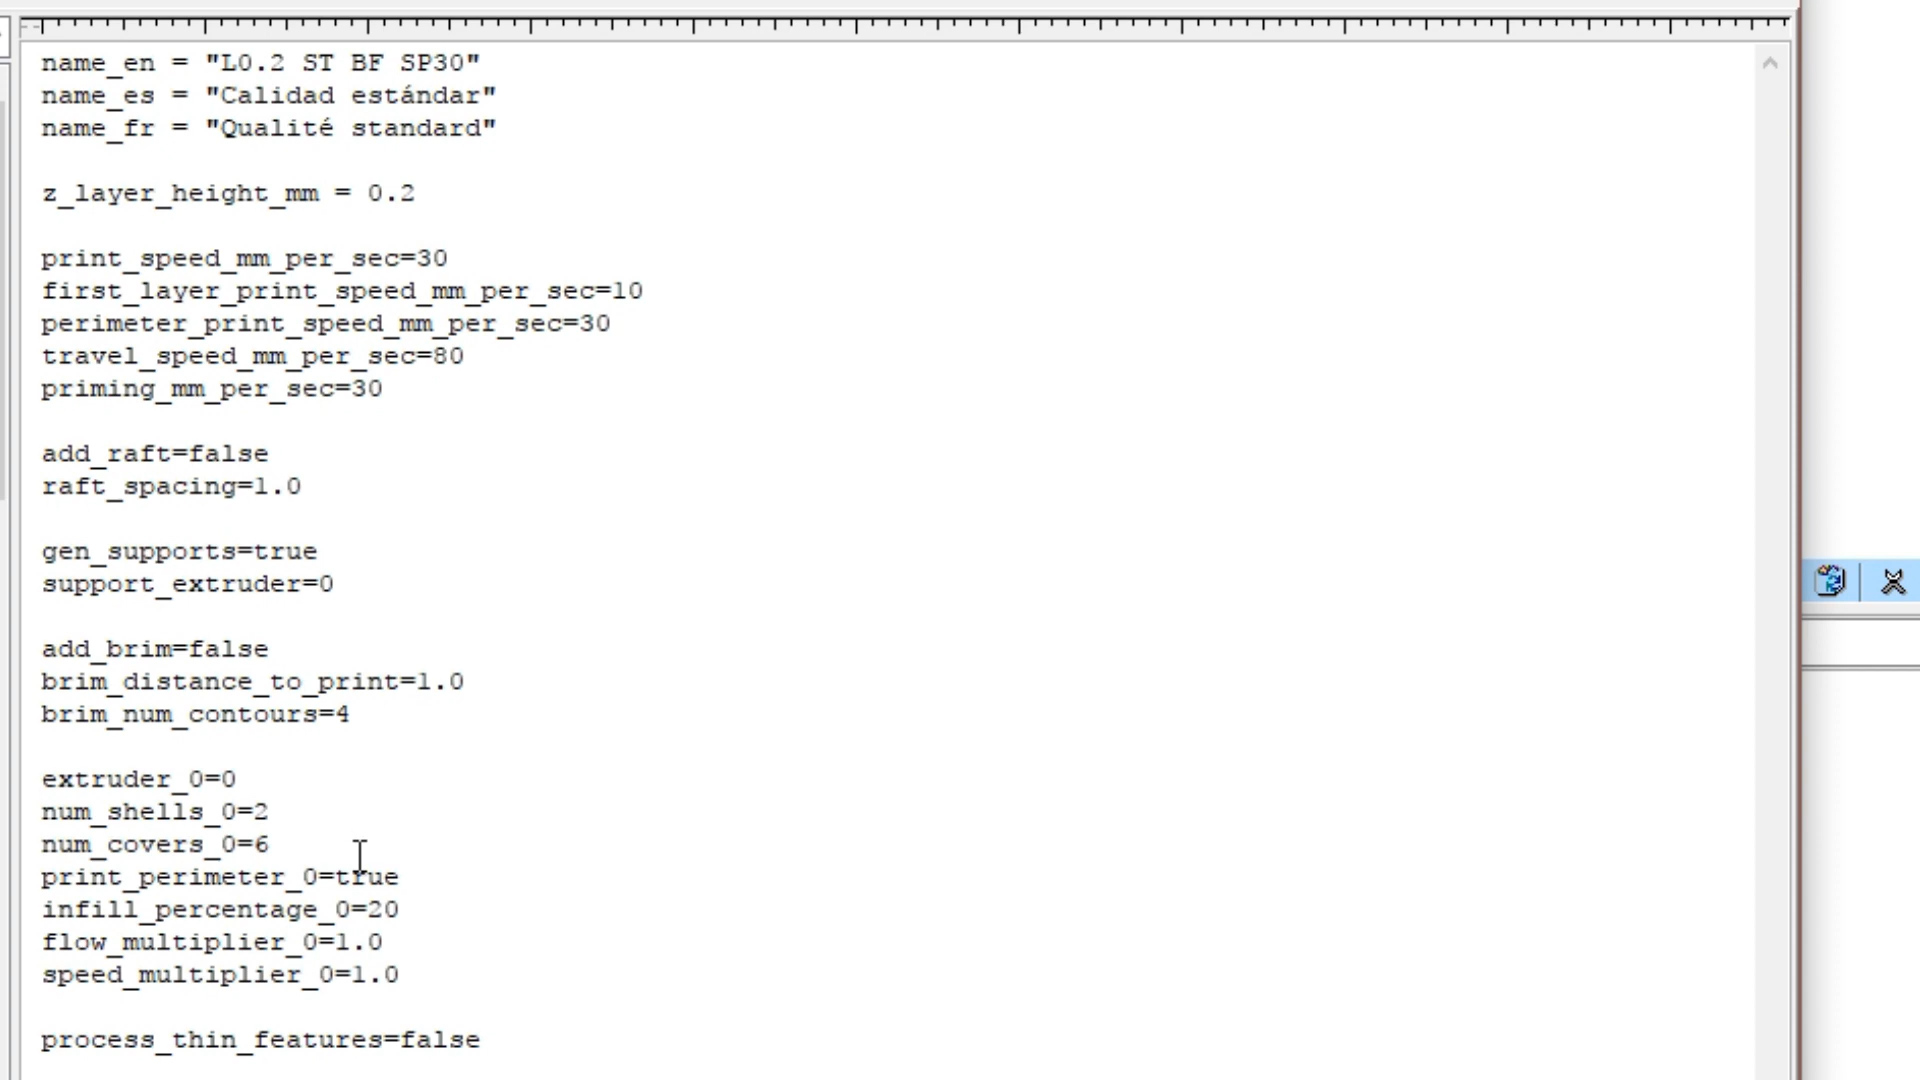 name_en = "L0.2 ST BF SP30"
name_es = "Calidad estándar"
name_fr = "Qualité standard"
z_layer_height_mm = 0.2
print_speed_mm_per_sec=30
first_layer_print_speed_mm_per_sec=10
perimeter_print_speed_mm_per_sec=30
travel_speed_mm_per_sec=80
priming_mm_per_sec=30
add_raft=false
raft_spacing=1.0
gen_supports=true
support_extruder=0
add_brim=false
brim_distance_to_print=1.0
brim_num_contours=4
extruder_0=0
num_shells_0=2
num_covers_0=6
print_perimeter_0=true
infill_percentage_0=20
flow_multiplier_0=1.0
speed_multiplier_0=1.0
process_thin_features=false